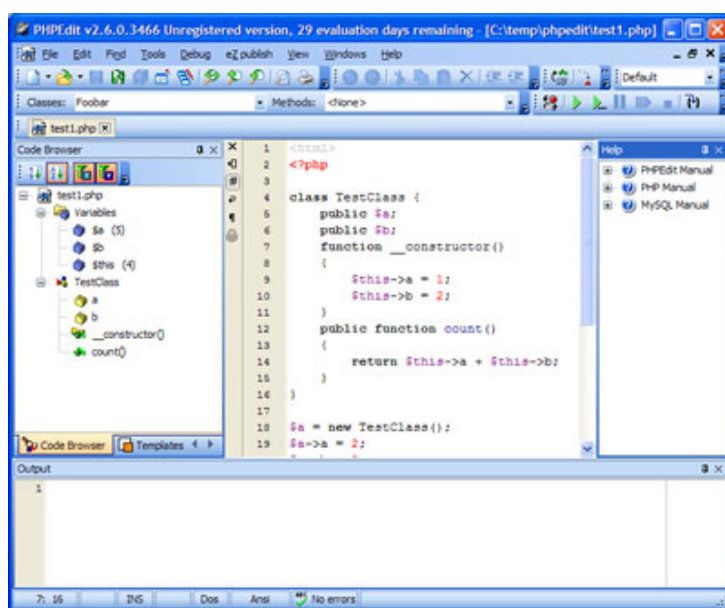 PHPEdit v2.6.0.3466 Unregistered version, 29 evaluation days remaining - [C:\temp\phpedit\test1.php]
File Edit Find Tools Debug eZ publish View Windows Help
Default
Classes: Foobar Methods: <None>
test1.php
Code Browser
test1.php
Variables
$a (5)
$b
$this (4)
TestClass
a
b
__constructor()
count()
Code Browser Templates
1 <html>
2 <?php
3
4 class TestClass {
5 public $a;
6 public $b;
7 function __constructor()
8 {
9 $this->a = 1;
10 $this->b = 2;
11 }
12 public function count()
13 {
14 return $this->a + $this->b;
15 }
16 }
17
18 $a = new TestClass();
19 $a->a = 2;
Help
PHPEdit Manual
PHP Manual
MySQL Manual
Output
1
7: 16 INS Dos Ansi No errors